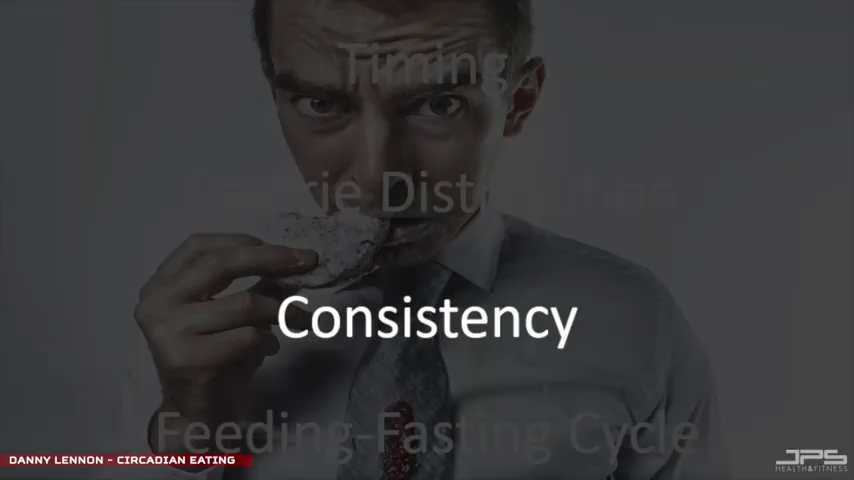 Timing
Consistency
Feeding-Fasting Cycle
DANNY LENNON - CIRCADIAN EATING
JPS
HEALTH&FITNESS